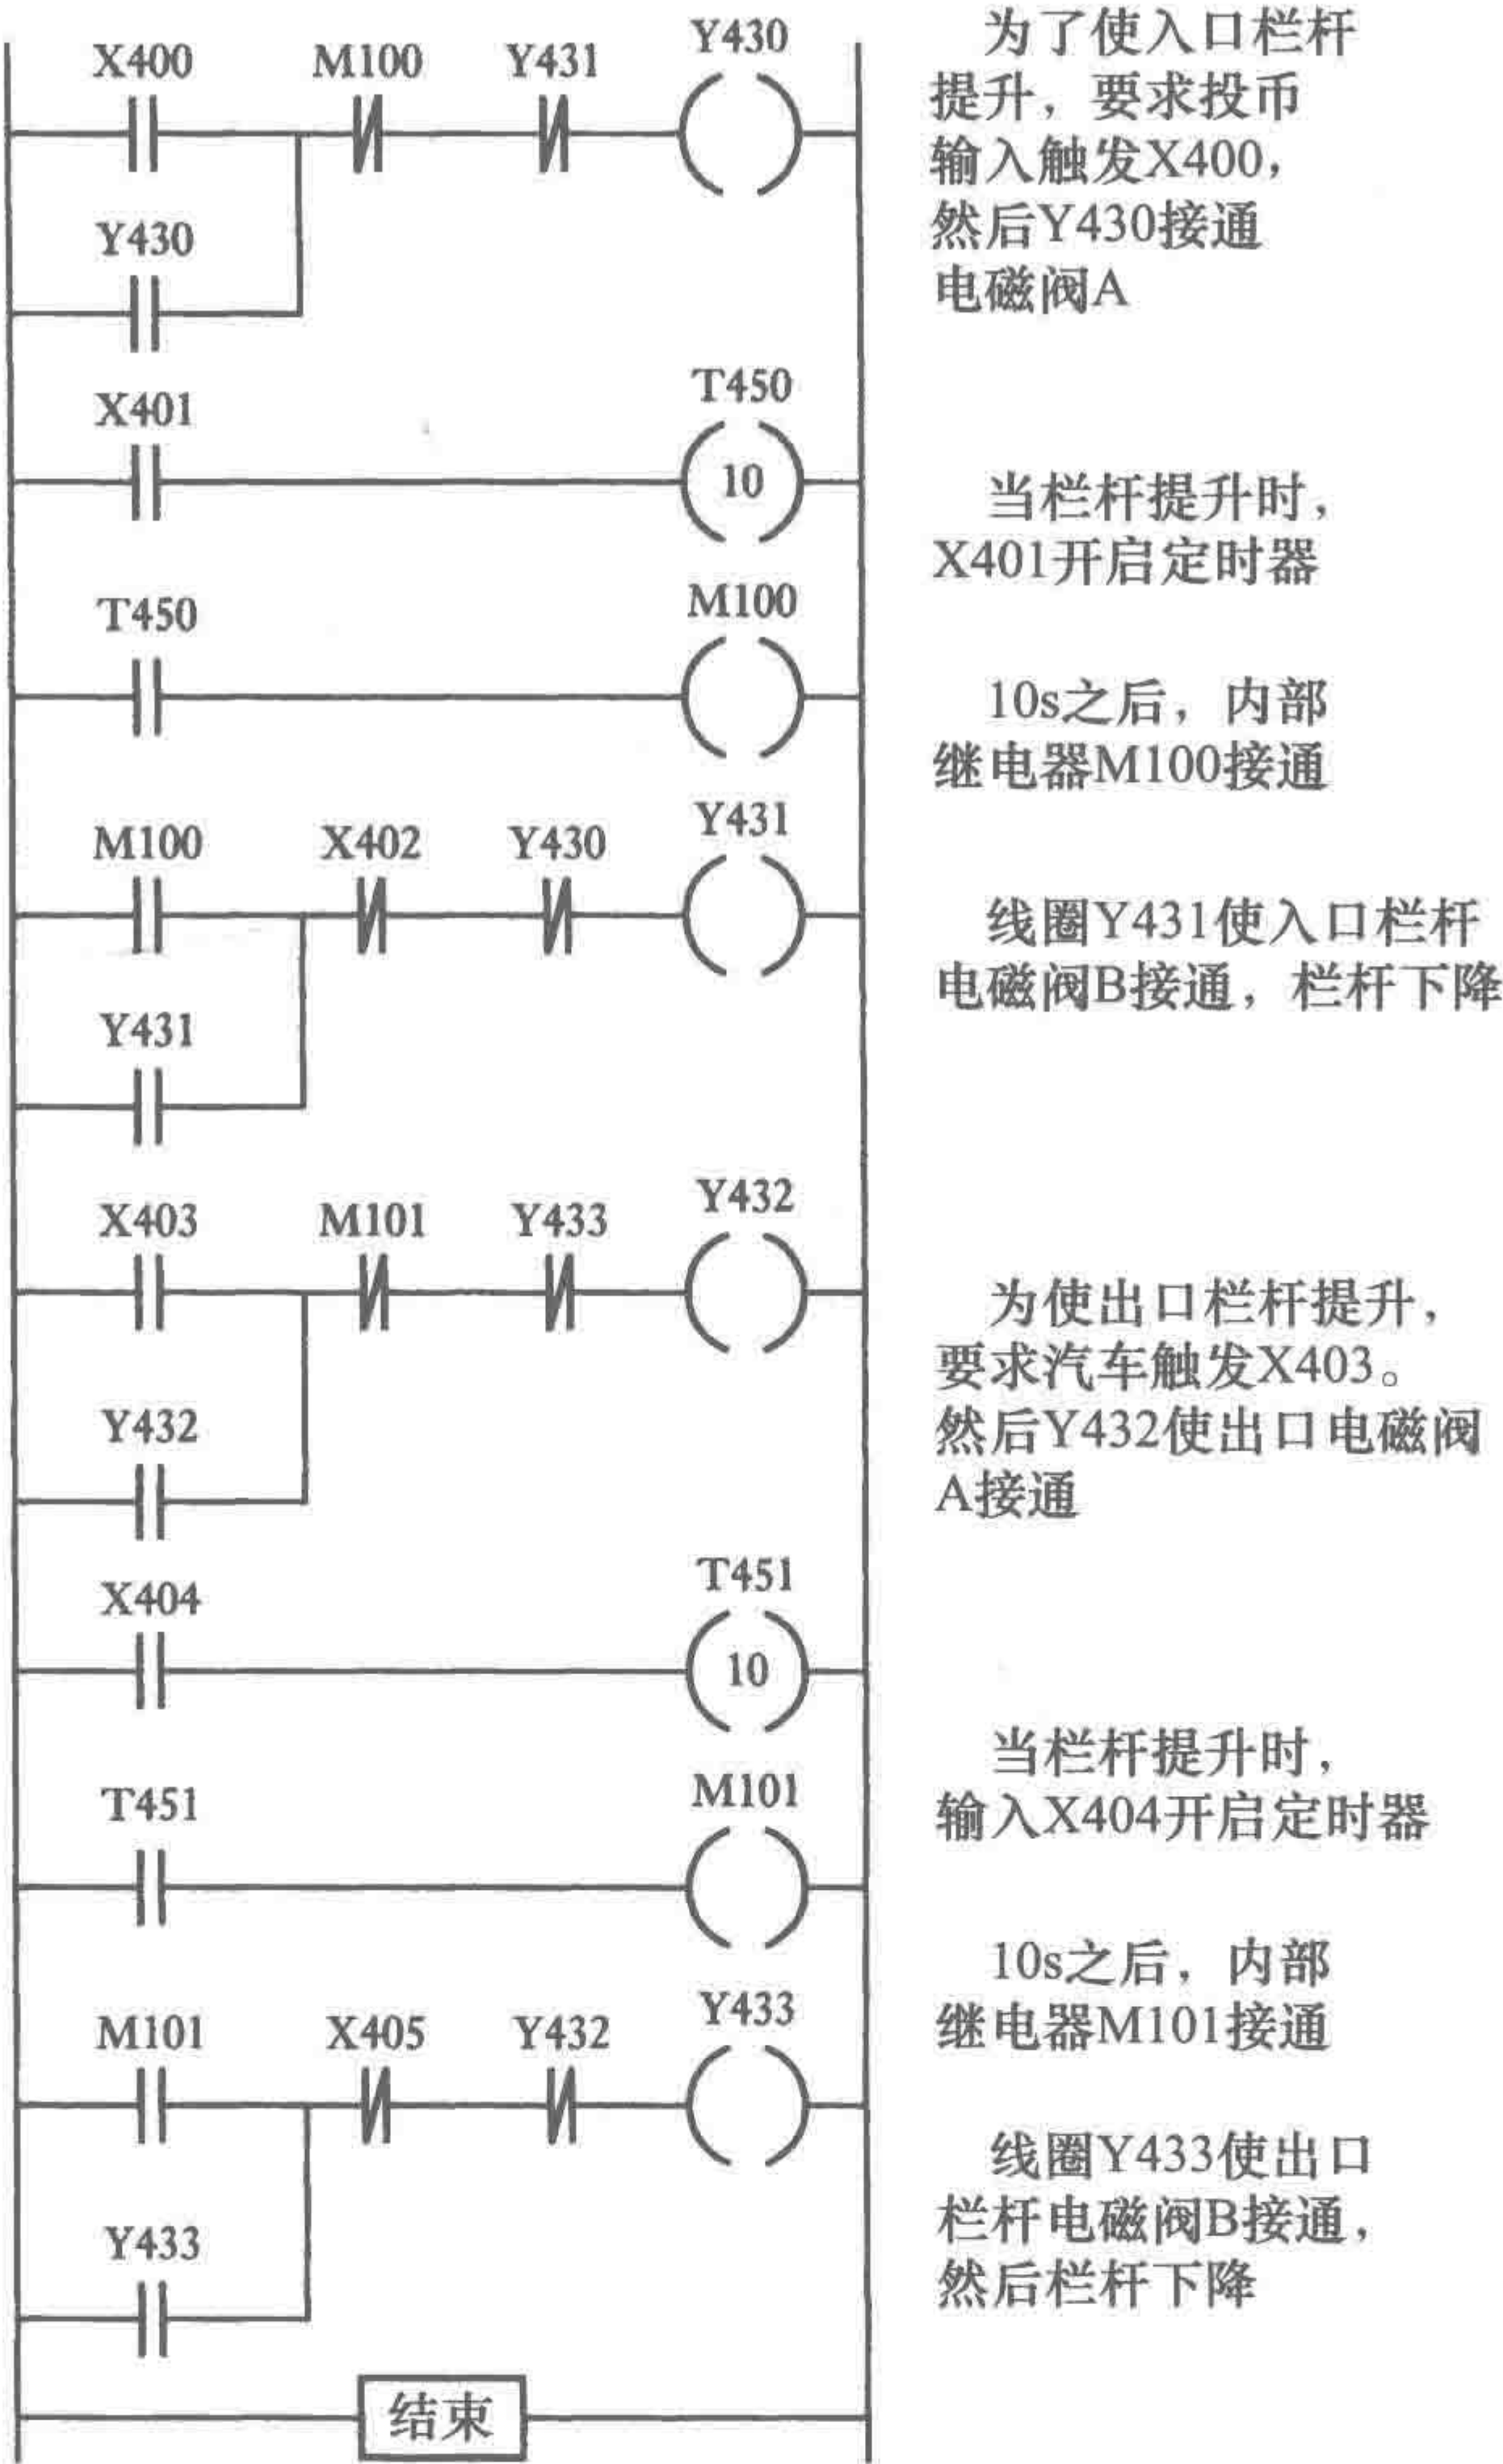 X400 M100 Y431 Y430
Y430
为了使入口栏杆
提升，要求投币
输入触发X400，
然后Y430接通
电磁阀A
X401 T450
10
当栏杆提升时，
X401开启定时器
T450 M100
10s之后，内部
继电器M100接通
M100 X402 Y430 Y431
Y431
线圈Y431使入口栏杆
电磁阀B接通，栏杆下降
X403 M101 Y433 Y432
Y432
为使出口栏杆提升，
要求汽车触发X403。
然后Y432使出口电磁阀
A接通
X404 T451
10
当栏杆提升时，
输入X404开启定时器
T451 M101
10s之后，内部
继电器M101接通
M101 X405 Y432 Y433
Y433
线圈Y433使出口
栏杆电磁阀B接通，
然后栏杆下降
结束